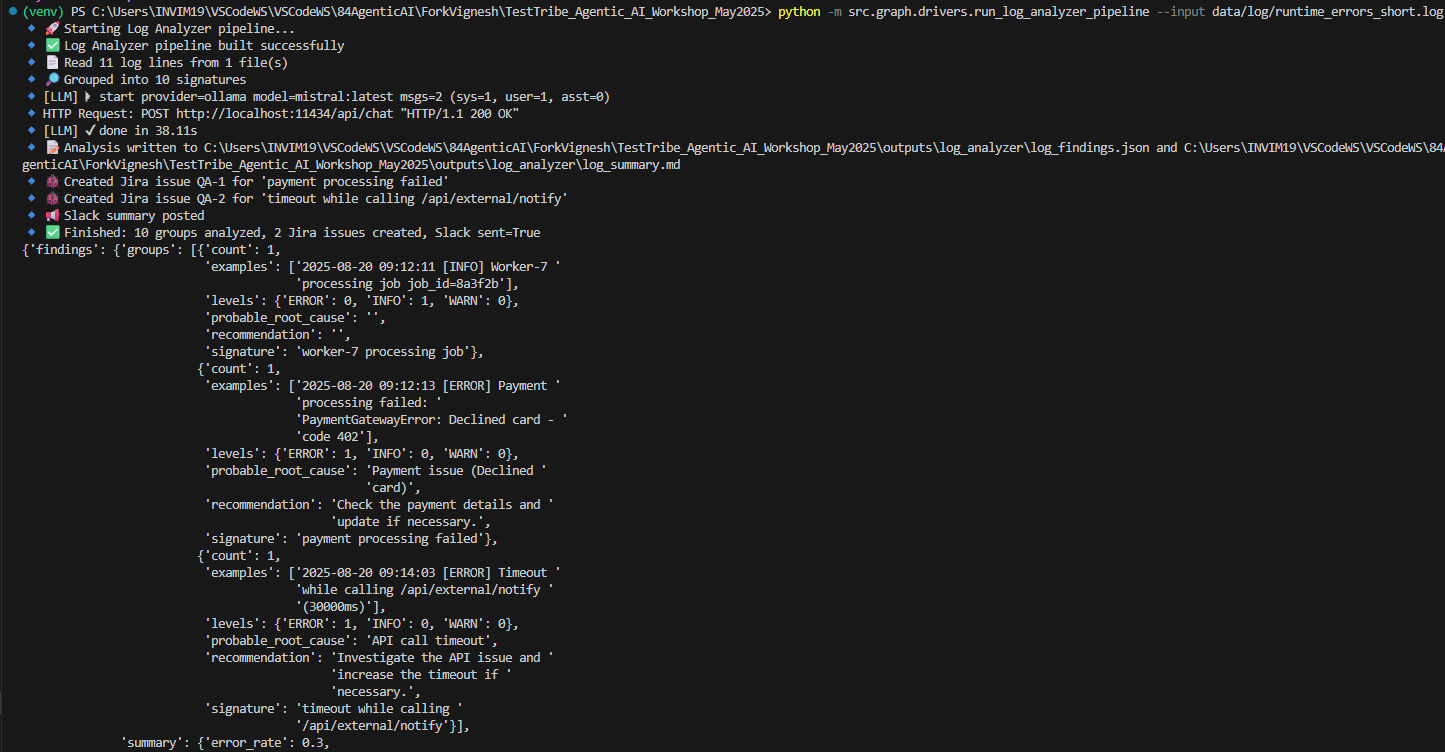 (venv) PS C:\Users\INVIM19\VSCodeWS\VSCodeWS\84AgenticAI\ForkVignesh\TestTribe_Agentic_AI_Workshop_May2025> python -m src.graph.drivers.run_log_analyzer_pipeline --input data/log/runtime_errors_short.log
🔹 🚀 Starting Log Analyzer pipeline...
🔹 ✅ Log Analyzer pipeline built successfully
🔹 📄 Read 11 log lines from 1 file(s)
🔹 🔎 Grouped into 10 signatures
🔹 [LLM] ▶ start provider=ollama model=mistral:latest msgs=2 (sys=1, user=1, asst=0)
🔹 HTTP Request: POST http://localhost:11434/api/chat "HTTP/1.1 200 OK"
🔹 [LLM] ✓ done in 38.11s
🔹 📝 Analysis written to C:\Users\INVIM19\VSCodeWS\VSCodeWS\84AgenticAI\ForkVignesh\TestTribe_Agentic_AI_Workshop_May2025\outputs\log_analyzer\log_findings.json and C:\Users\INVIM19\VSCodeWS\VSCodeWS\84A
genticAI\ForkVignesh\TestTribe_Agentic_AI_Workshop_May2025\outputs\log_analyzer\log_summary.md
🔹 🐞 Created Jira issue QA-1 for 'payment processing failed'
🔹 🐞 Created Jira issue QA-2 for 'timeout while calling /api/external/notify'
🔹 📢 Slack summary posted
🔹 ✅ Finished: 10 groups analyzed, 2 Jira issues created, Slack sent=True
{'findings': {'groups': [{'count': 1,
'examples': ['2025-08-20 09:12:11 [INFO] Worker-7 '
'processing job job_id=8a3f2b'],
'levels': {'ERROR': 0, 'INFO': 1, 'WARN': 0},
'probable_root_cause': '',
'recommendation': '',
'signature': 'worker-7 processing job'},
{'count': 1,
'examples': ['2025-08-20 09:12:13 [ERROR] Payment '
'processing failed: '
'PaymentGatewayError: Declined card - '
'code 402'],
'levels': {'ERROR': 1, 'INFO': 0, 'WARN': 0},
'probable_root_cause': 'Payment issue (Declined '
'card)',
'recommendation': 'Check the payment details and '
'update if necessary.',
'signature': 'payment processing failed'},
{'count': 1,
'examples': ['2025-08-20 09:14:03 [ERROR] Timeout '
'while calling /api/external/notify '
'(30000ms)'],
'levels': {'ERROR': 1, 'INFO': 0, 'WARN': 0},
'probable_root_cause': 'API call timeout',
'recommendation': 'Investigate the API issue and '
'increase the timeout if '
'necessary.',
'signature': 'timeout while calling '
'/api/external/notify'}],
'summary': {'error_rate': 0.3,